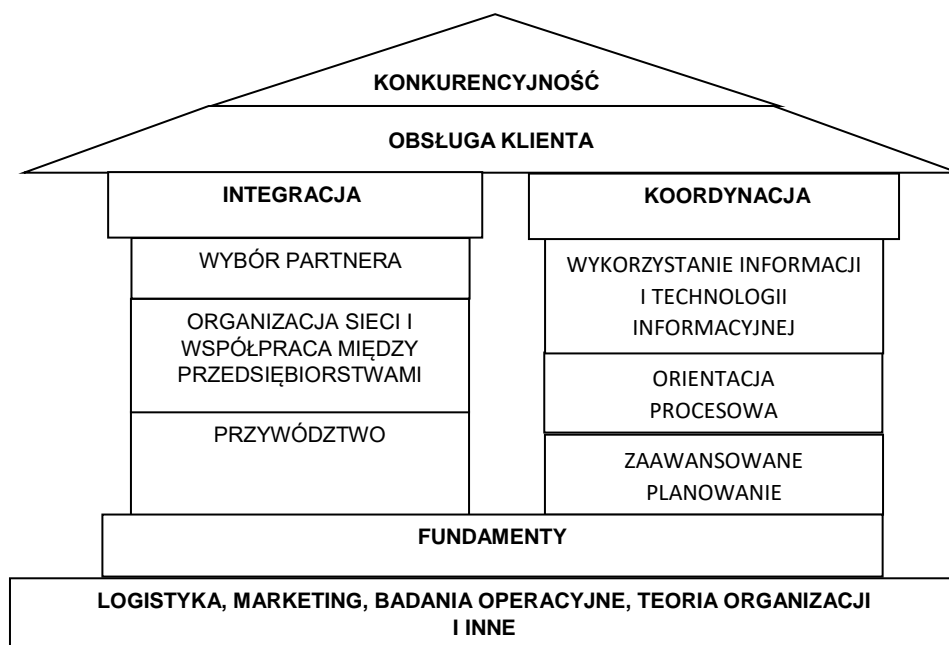 KONKURENCYJNOŚĆ
OBSŁUGA KLIENTA
INTEGRACJA
WYBÓR PARTNERA
ORGANIZACJA SIECI I
WSPÓŁPRACA MIĘDZY
PRZEDSIĘBIORSTWAMI
PRZYWÓDZTWO
KOORDYNACJA
WYKORZYSTANIE INFORMACJI
I TECHNOLOGII
INFORMACYJNEJ
ORIENTACJA
PROCESOWA
ZAAWANSOWANE
PLANOWANIE
FUNDAMENTY
LOGISTYKA, MARKETING, BADANIA OPERACYJNE, TEORIA ORGANIZACJI
I INNE